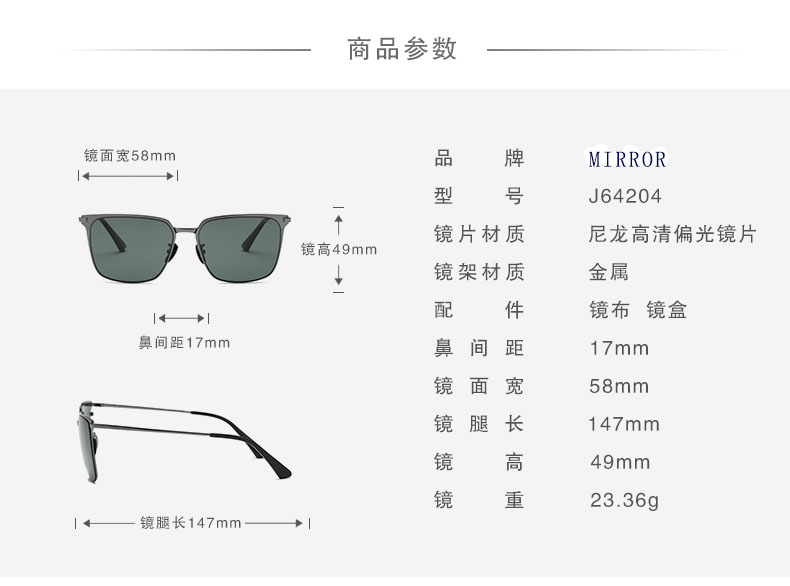 商品参数
镜面宽58mm
镜高49mm
鼻间距17mm
镜腿长147mm
品牌 MIRROR
型号 J64204
镜片材质 尼龙高清偏光镜片
镜架材质 金属
配件 镜布 镜盒
鼻间距 17mm
镜面宽 58mm
镜腿长 147mm
镜高 49mm
镜重 23.36g